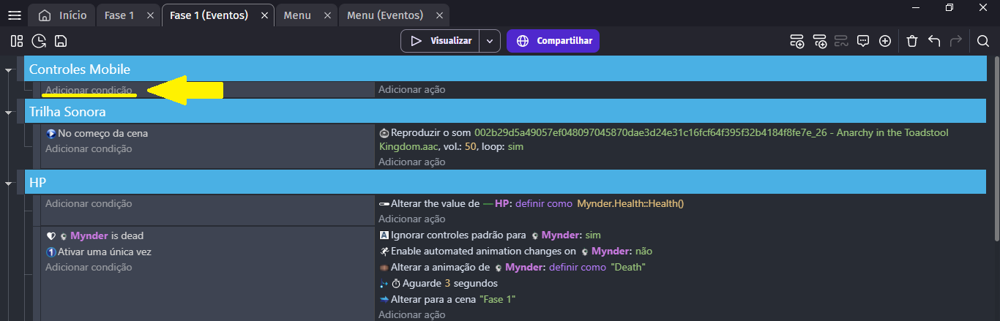 Início
Fase 1
Fase 1 (Eventos)
Menu
Menu (Eventos)
Visualizar
Compartilhar
Controles Mobile
Adicionar condição
Adicionar ação
Trilha Sonora
No começo da cena
Adicionar condição
Reproduzir o som 002b29d5a49057ef048097045870dae3d24e31c16fcf64f395f32b4184f8fe7e_26 - Anarchy in the Toadstool
Kingdom.aac, vol.: 50, loop: sim
Adicionar ação
HP
Adicionar condição
Alterar the value de HP: definir como Mynder.Health::Health()
Adicionar ação
Mynder is dead
Ativar uma única vez
Adicionar condição
Ignorar controles padrão para Mynder: sim
Enable automated animation changes on Mynder: não
Alterar a animação de Mynder: definir como "Death"
Aguarde 3 segundos
Alterar para a cena "Fase 1"
Adicionar ação